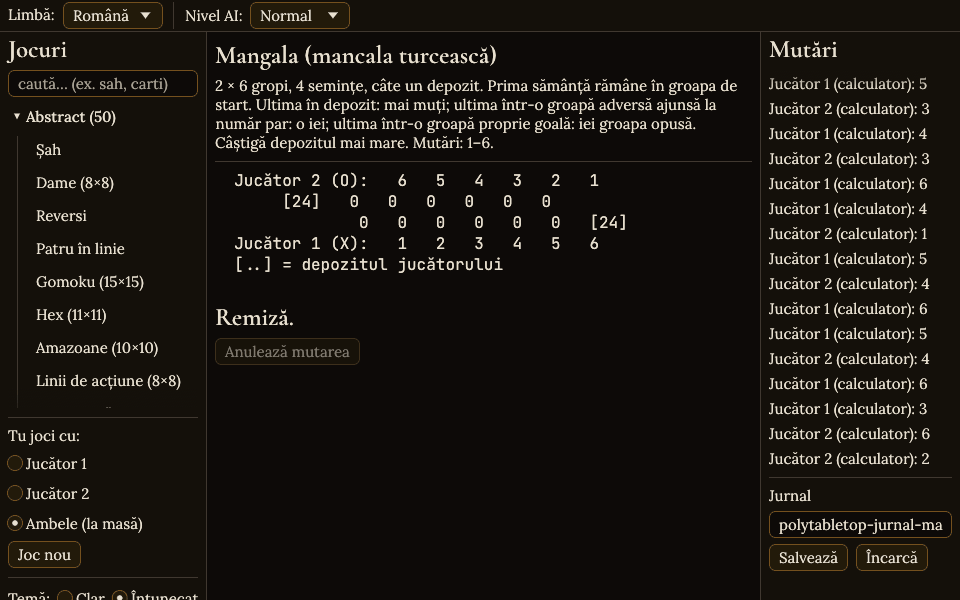 Limbă: Română ▼ Nivel AI: Normal ▼
Jocuri
caută... (ex. sah, carti)
▼ Abstract (50)
Șah
Dame (8×8)
Reversi
Patru în linie
Gomoku (15×15)
Hex (11×11)
Amazoane (10×10)
Linii de acțiune (8×8)
Tu joci cu:
Jucător 1
Jucător 2
Ambele (la masă)
Joc nou
Temă: Clar Întunecat
Mangala (mancala turcească)
2 × 6 gropi, 4 semințe, câte un depozit. Prima sămânță rămâne în groapa de
start. Ultima în depozit: mai muți; ultima într-o groapă adversă ajunsă la
număr par: o iei; ultima într-o groapă proprie goală: iei groapa opusă.
Câștigă depozitul mai mare. Mutări: 1–6.
Jucător 2 (O): 6 5 4 3 2 1
[24] 0 0 0 0 0 0
0 0 0 0 0 0 [24]
Jucător 1 (X): 1 2 3 4 5 6
[..] = depozitul jucătorului
Remiză.
Anulează mutarea
Mutări
Jucător 1 (calculator): 5
Jucător 2 (calculator): 3
Jucător 1 (calculator): 4
Jucător 2 (calculator): 3
Jucător 1 (calculator): 6
Jucător 1 (calculator): 4
Jucător 2 (calculator): 1
Jucător 1 (calculator): 5
Jucător 2 (calculator): 4
Jucător 1 (calculator): 6
Jucător 1 (calculator): 5
Jucător 2 (calculator): 4
Jucător 1 (calculator): 6
Jucător 1 (calculator): 3
Jucător 2 (calculator): 6
Jucător 2 (calculator): 2
Jurnal
polytabletop-jurnal-ma
Salvează Încarcă